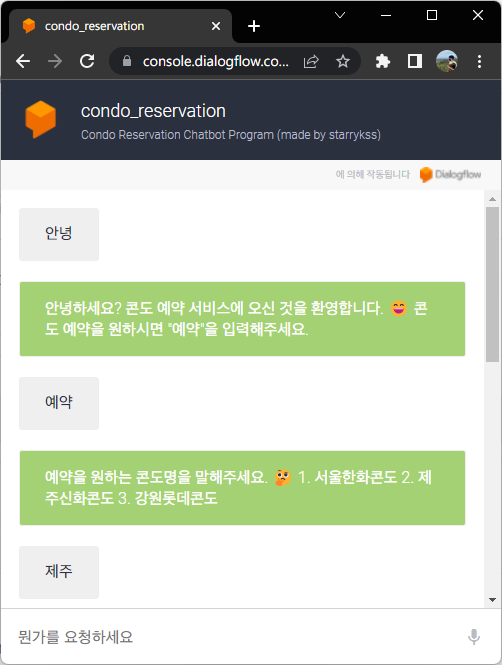 condo_reservation
console.dialogflow.co...
condo_reservation
Condo Reservation Chatbot Program (made by starrykss)
에 의해 작동됩니다 Dialogflow
안녕
안녕하세요? 콘도 예약 서비스에 오신 것을 환영합니다. 😄 콘
도 예약을 원하시면 "예약"을 입력해주세요.
예약
예약을 원하는 콘도명을 말해주세요. 🤔 1. 서울한화콘도 2. 제
주신화콘도 3. 강원롯데콘도
제주
뭔가를 요청하세요